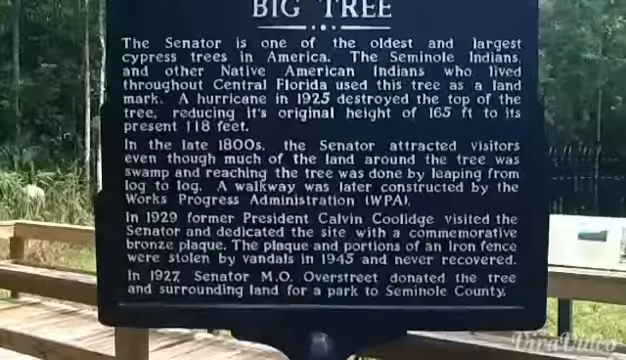 BIG TREE
The Senator is one of the oldest and largest
cypress trees in America. The Seminole Indians,
and other Native American Indians who lived
throughout Central Florida used this tree as a land
mark. A hurricane in 1925 destroyed the top of the
tree, reducing it's original height of 165 ft to its
present 118 feet.
In the late 1800s, the Senator attracted visitors
even though much of the land around the tree was
swamp and reaching the tree was done by leaping from
log to log. A walkway was later constructed by the
Works Progress Administration (WPA).
In 1929 former President Calvin Coolidge visited the
Senator and dedicated the site with a commemorative
bronze plaque. The plaque and portions of an iron fence
were stolen by vandals in 1945 and never recovered.
In 1927, Senator M.O. Overstreet donated the tree
and surrounding land for a park to Seminole County.
VivaVideo